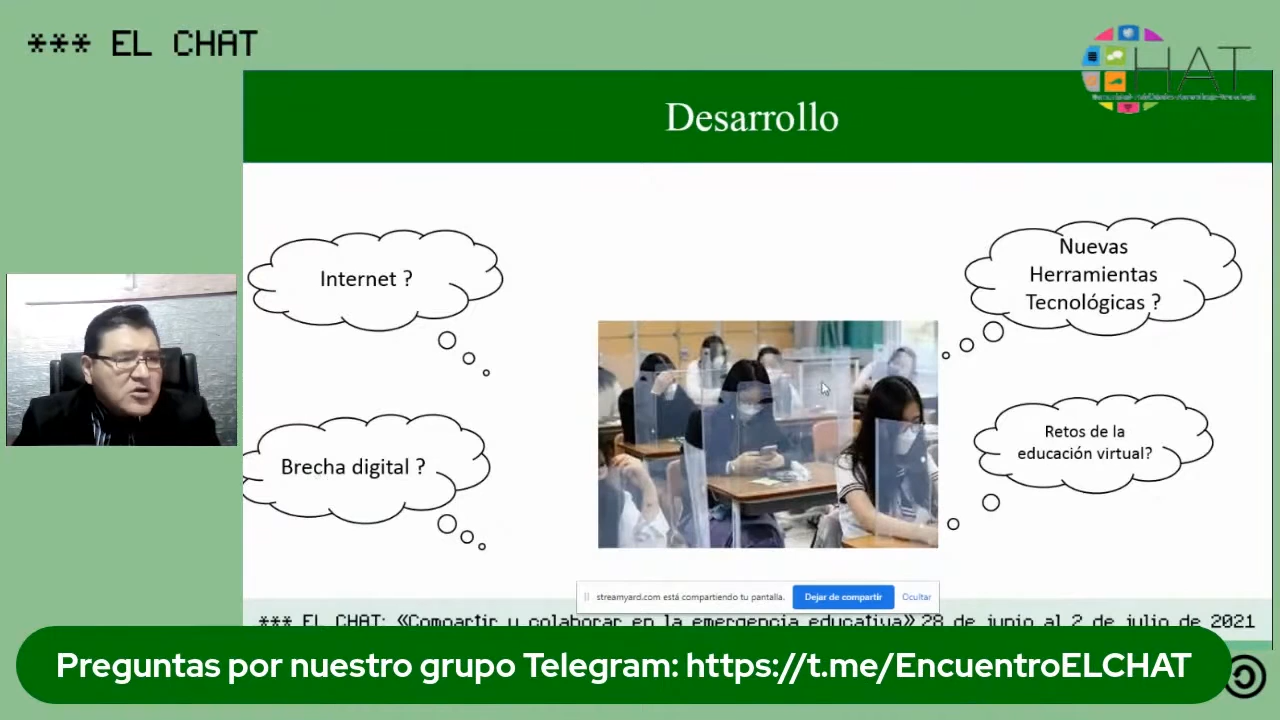 *** EL CHAT
HAT
Desarrollo
Internet ?
Nuevas
Herramientas
Tecnológicas ?
Brecha digital ?
Retos de la
educación virtual?
streamyard.com está compartiendo tu pantalla.
Dejar de compartir
Ocultar
*** EL CHAT: «Compartir y colaborar en la emergencia educativa» 28 de junio al 2 de julio de 2021
Preguntas por nuestro grupo Telegram: https://t.me/EncuentroELCHAT